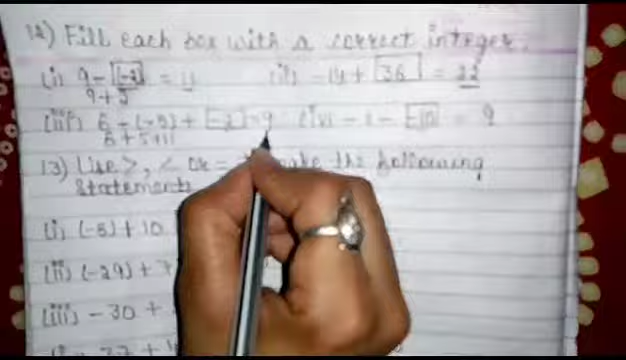 12) Fill each box with a correct integer.
(i) 9 - [-2] = 11 (ii) -14 + [36] = 22
9 + 2
(iii) 6 - (-5) + [-2] = 9 (iv) -1 - [-10] = 9
6 + 5 = 11
13) Use >, < or = to make the following
statements
(i) (-6) + 10
(ii) (-29) + 7
(iii) - 30 +